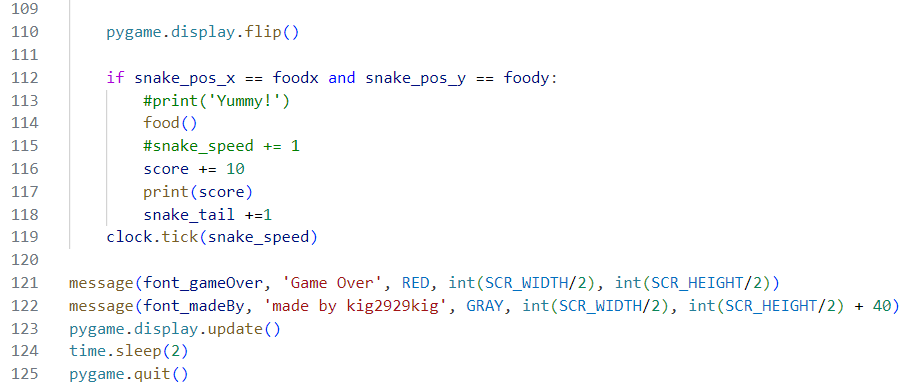 109
110 pygame.display.flip()
111
112 if snake_pos_x == foodx and snake_pos_y == foody:
113 #print('Yummy!')
114 food()
115 #snake_speed += 1
116 score += 10
117 print(score)
118 snake_tail +=1
119 clock.tick(snake_speed)
120
121 message(font_gameOver, 'Game Over', RED, int(SCR_WIDTH/2), int(SCR_HEIGHT/2))
122 message(font_madeBy, 'made by kig2929kig', GRAY, int(SCR_WIDTH/2), int(SCR_HEIGHT/2) + 40)
123 pygame.display.update()
124 time.sleep(2)
125 pygame.quit()